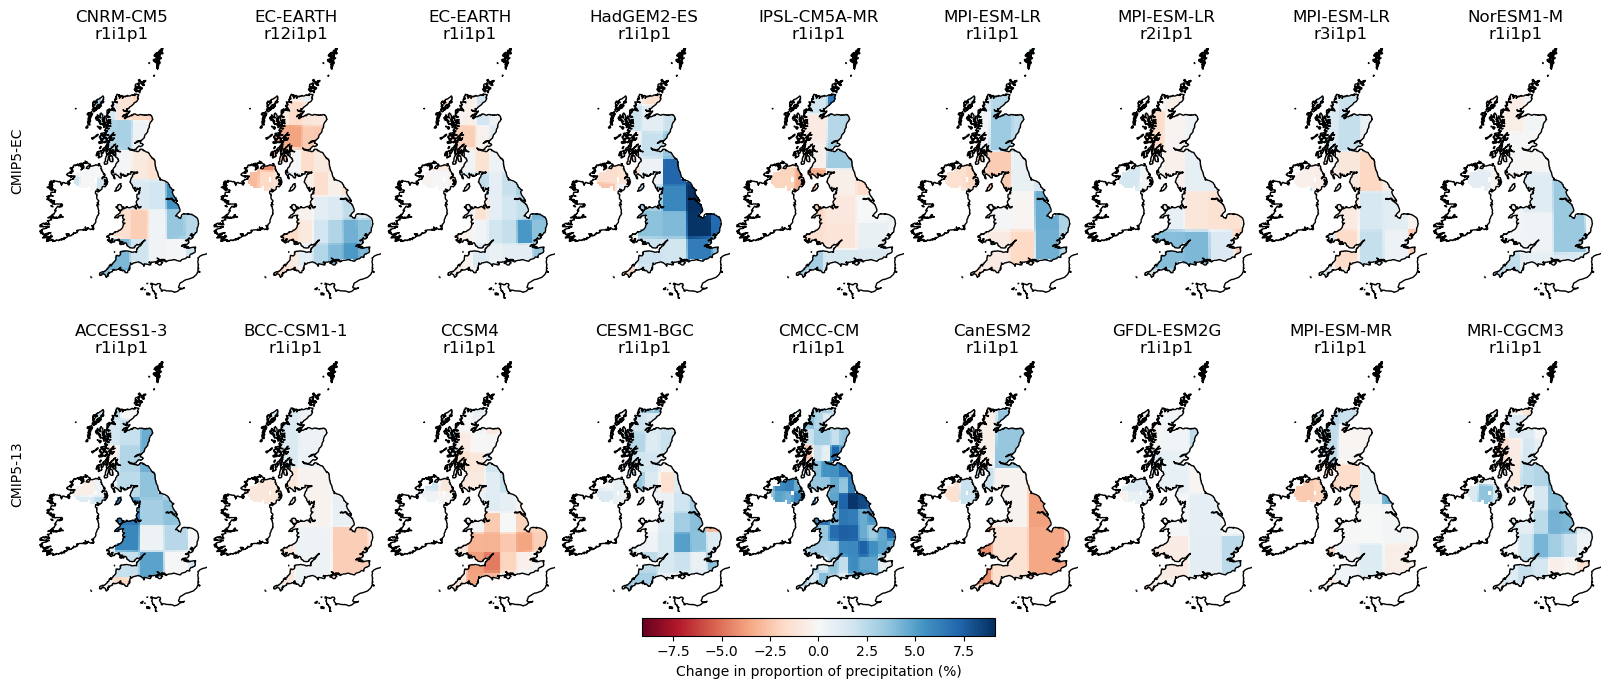 CNRM-CM5 EC-EARTH EC-EARTH HadGEM2-ES IPSL-CM5A-MR MPI-ESM-LR MPI-ESM-LR MPI-ESM-LR NorESM1-M
r1i1p1 r12i1p1 r1i1p1 r1i1p1 r1i1p1 r1i1p1 r2i1p1 r3i1p1 r1i1p1
CMIP5-EC
ACCESS1-3 BCC-CSM1-1 CCSM4 CESM1-BGC CMCC-CM CanESM2 GFDL-ESM2G MPI-ESM-MR MRI-CGCM3
r1i1p1 r1i1p1 r1i1p1 r1i1p1 r1i1p1 r1i1p1 r1i1p1 r1i1p1 r1i1p1
CMIP5-13
−7.5 −5.0 −2.5 0.0 2.5 5.0 7.5
Change in proportion of precipitation (%)